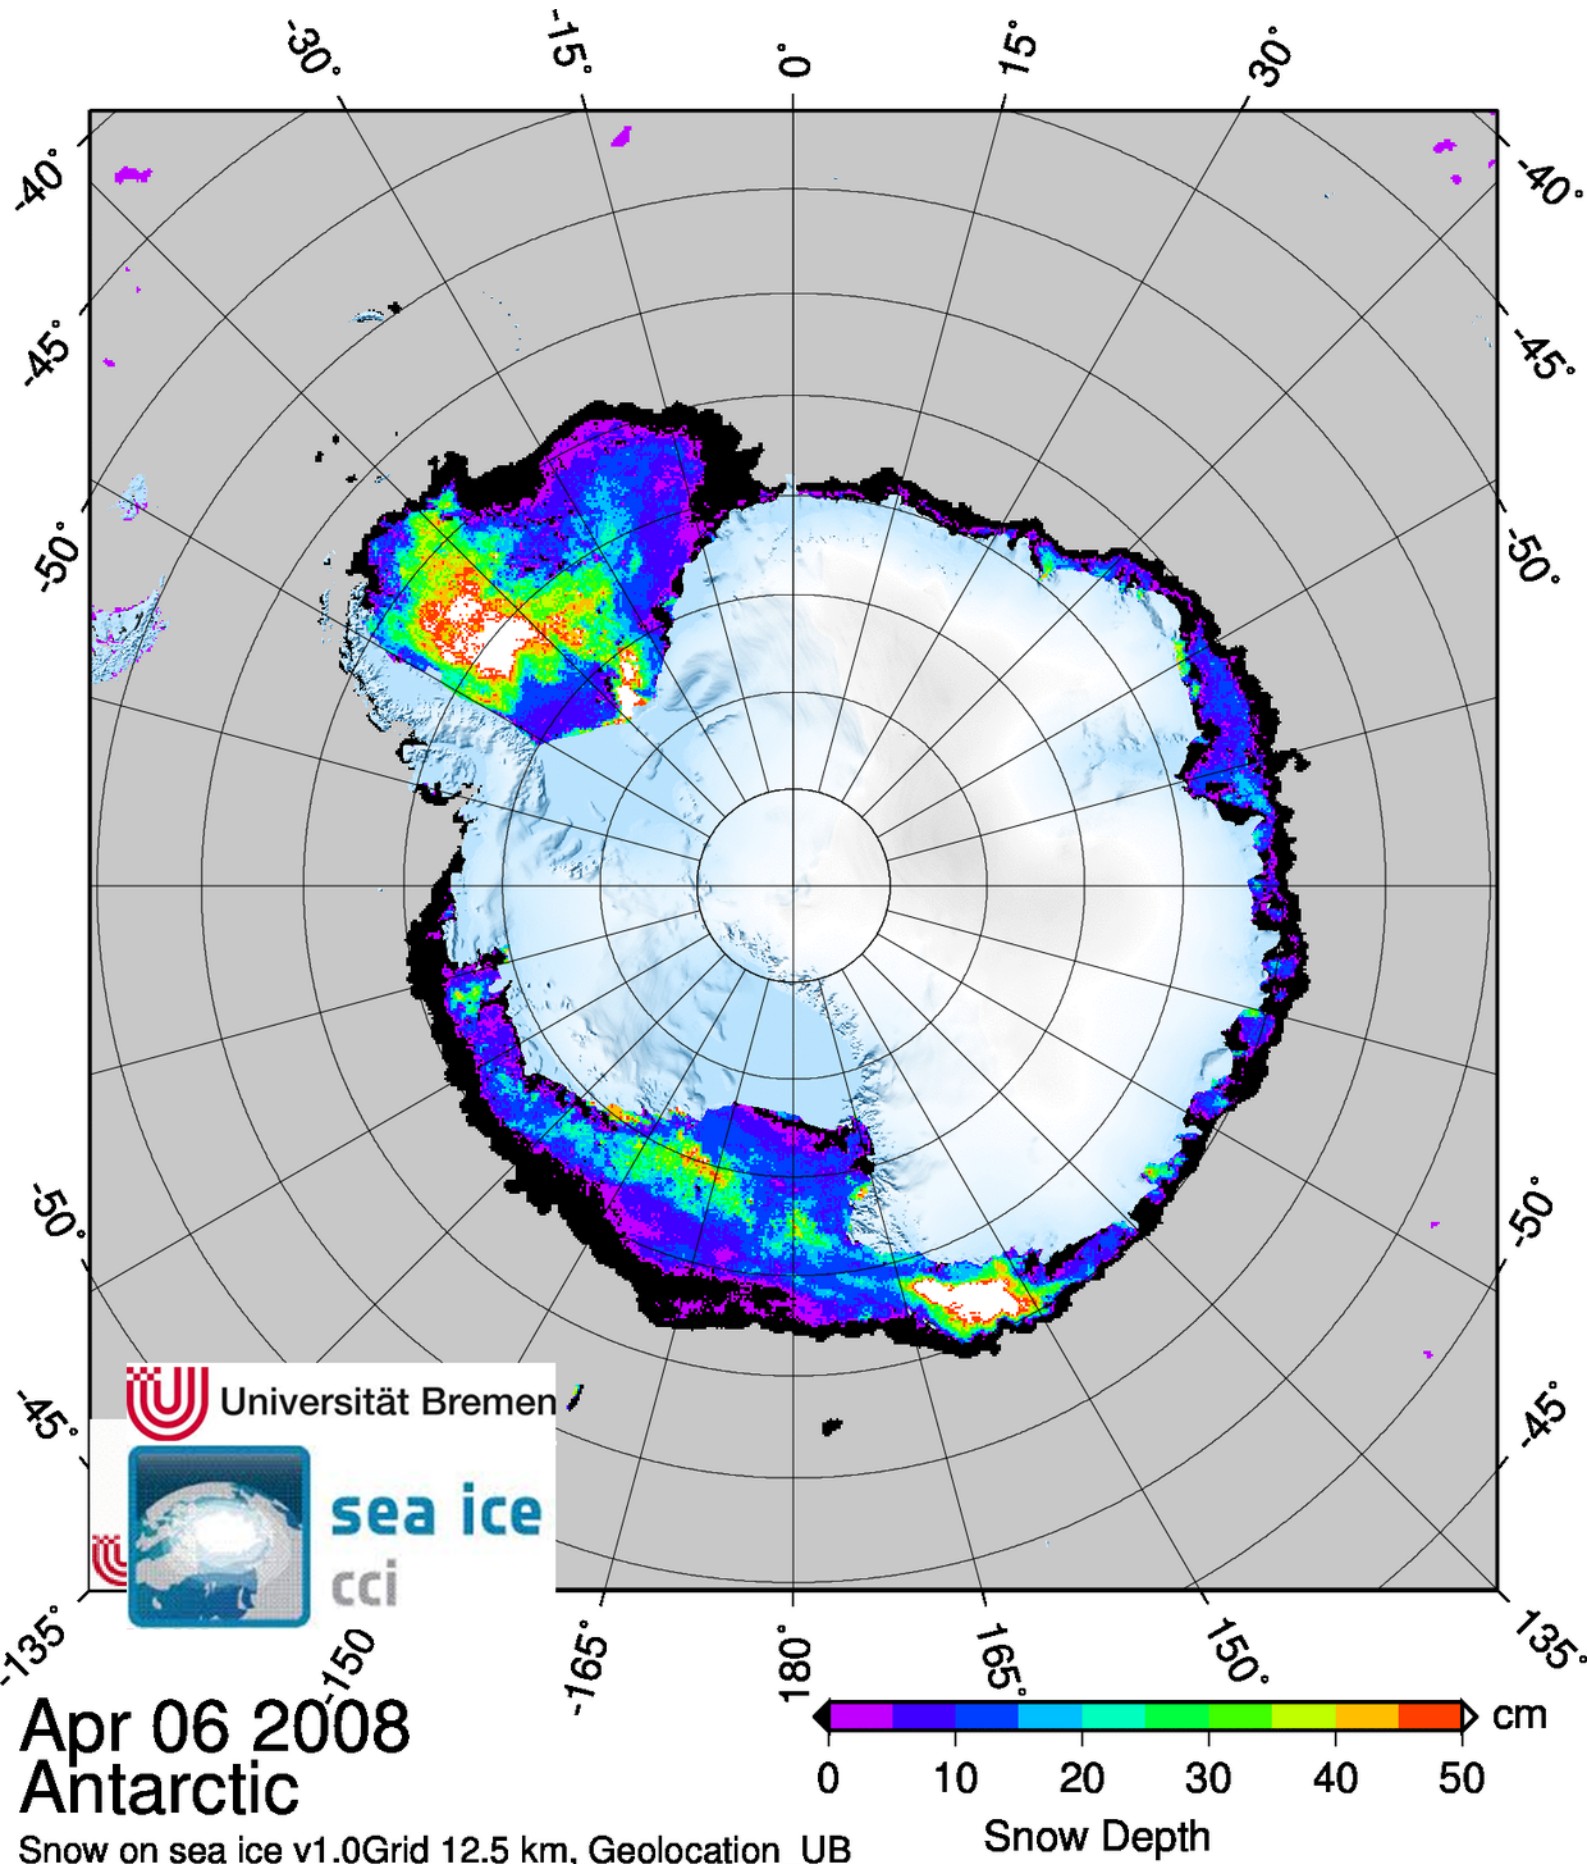 -30° -15° 0° 15° 30°
-40° -40°
-45° -45°
-50° -50°
-50° -50°
-45° -45°
Universität Bremen
sea ice
cci
-135° -150 -165° 180° 165° 150° 135°
Apr 06 2008
Antarctic
cm
0 10 20 30 40 50
Snow Depth
Snow on sea ice v1.0Grid 12.5 km, Geolocation UB